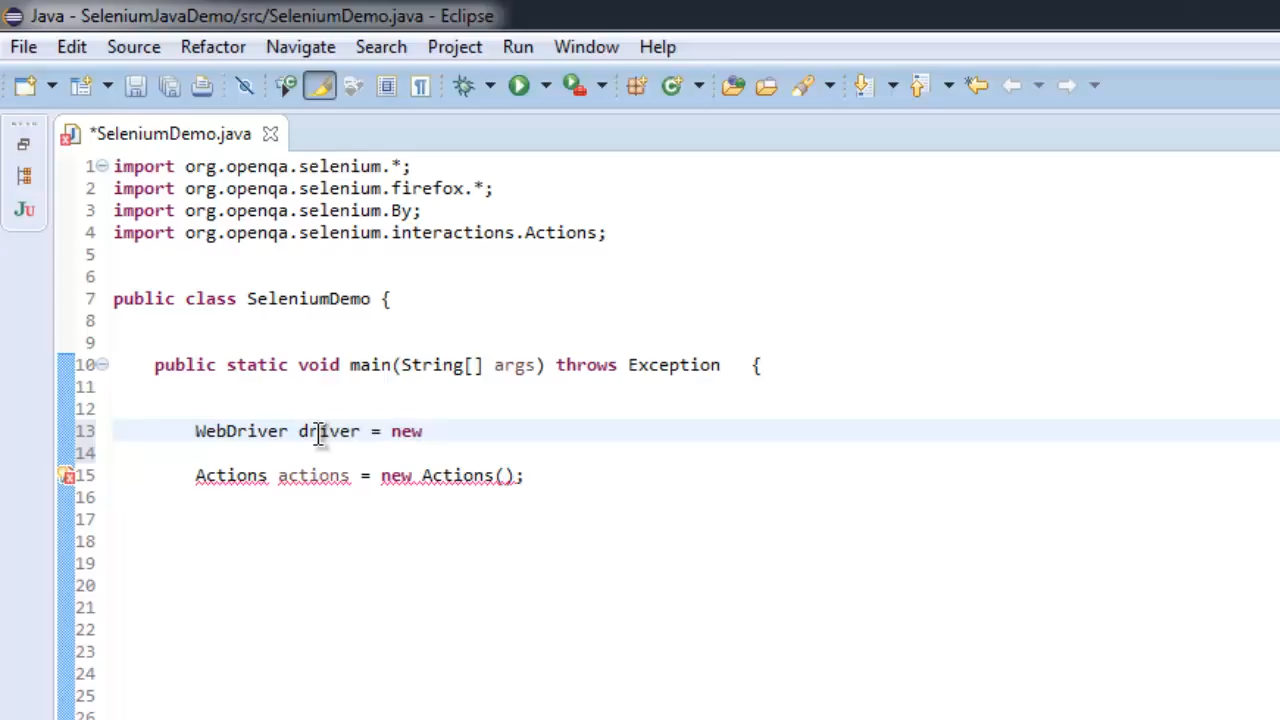 Java - SeleniumJavaDemo/src/SeleniumDemo.java - Eclipse
File Edit Source Refactor Navigate Search Project Run Window Help
*SeleniumDemo.java
1 import org.openqa.selenium.*;
2 import org.openqa.selenium.firefox.*;
3 import org.openqa.selenium.By;
4 import org.openqa.selenium.interactions.Actions;
5
6
7 public class SeleniumDemo {
8
9
10 public static void main(String[] args) throws Exception {
11
12
13 WebDriver driver = new
14
15 Actions actions = new Actions();
16
17
18
19
20
21
22
23
24
25
26
Ju